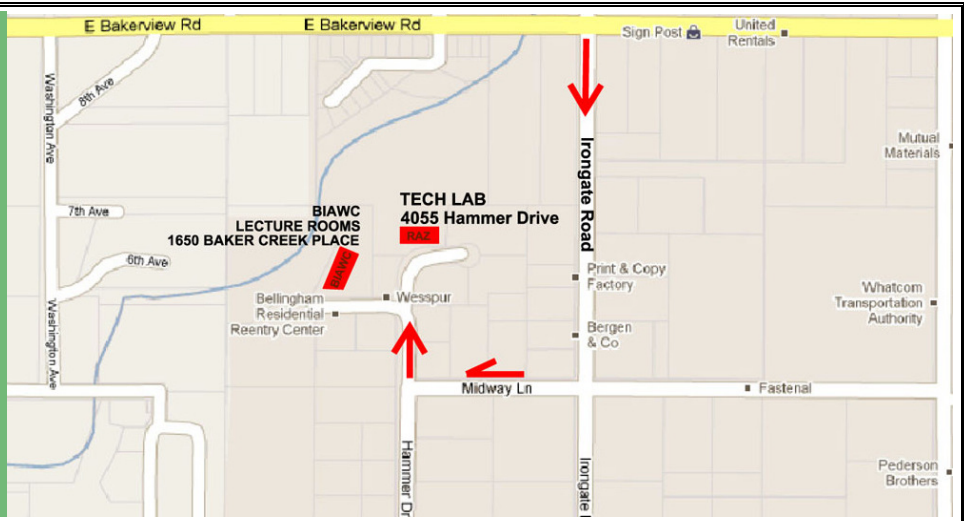 E Bakerview Rd
E Bakerview Rd
Sign Post
United
Rentals
8th Ave
Washington Ave
Irongate Road
Mutual
Materials
7th Ave
BIAWC
LECTURE ROOMS
1650 BAKER CREEK PLACE
TECH LAB
4055 Hammer Drive
RAZ
6th Ave
BIAWC
Print & Copy
Factory
Bellingham
Residential
Reentry Center
Wesspur
Whatcom
Transportation
Authority
Washington Ave
Bergen
& Co
Midway Ln
Fastenal
Hammer Dr
Irongate
Pederson
Brothers